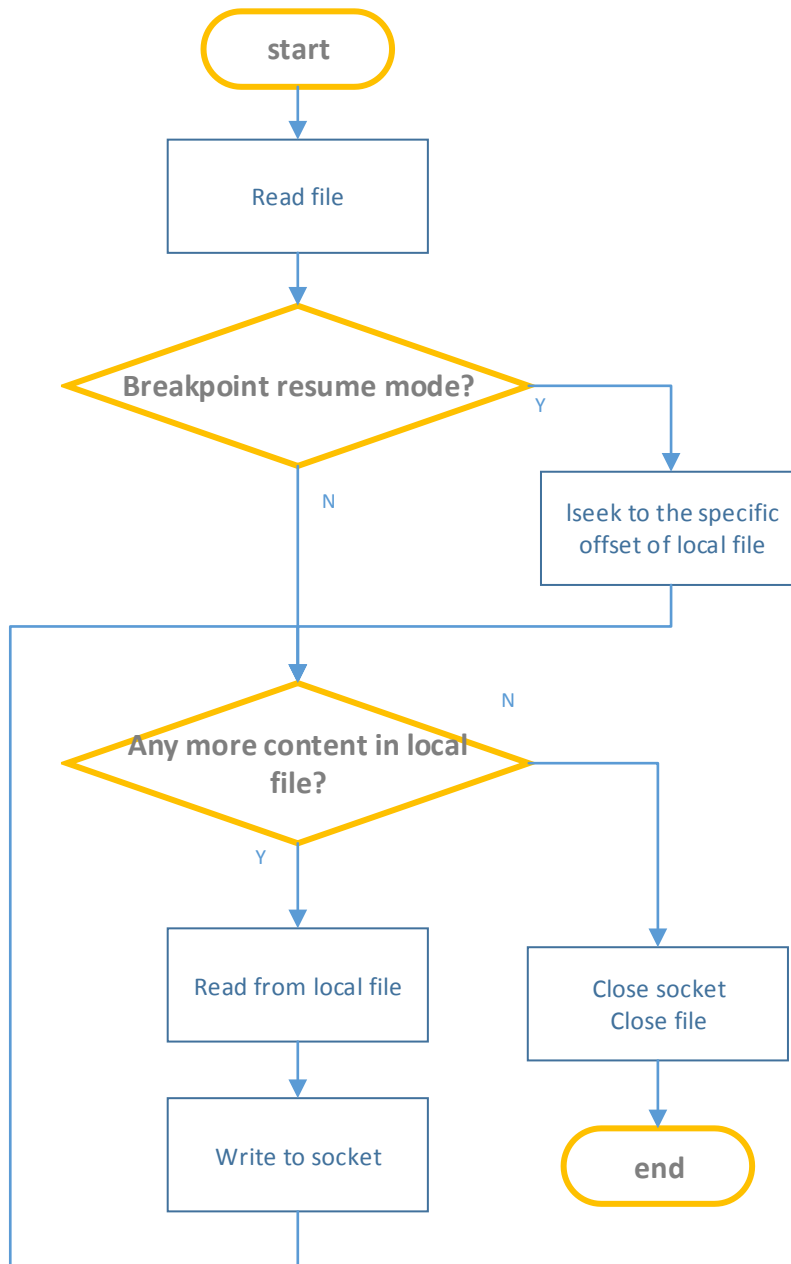 start
Read file
Breakpoint resume mode?
Y
N
lseek to the specific
offset of local file
N
Any more content in local
file?
Y
Read from local file
Close socket
Close file
Write to socket
end